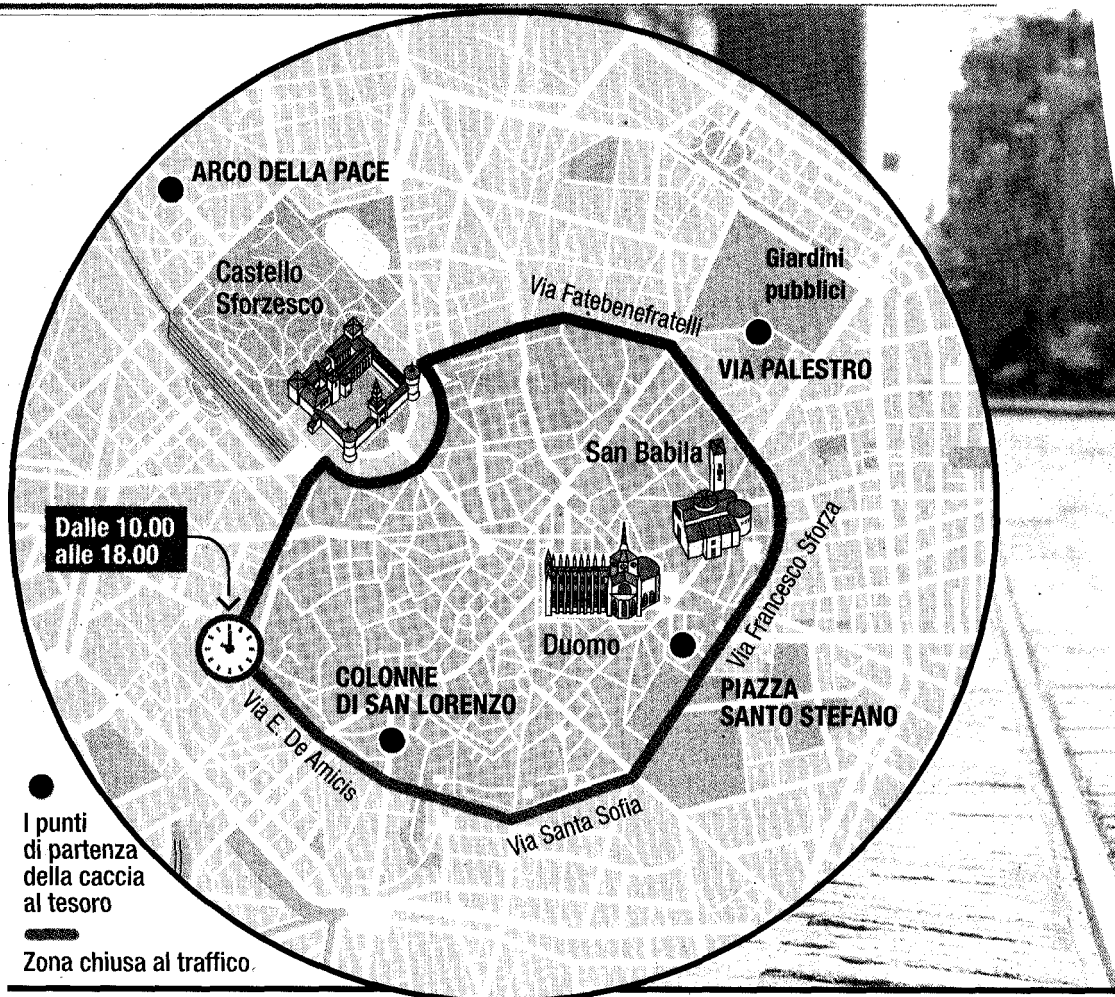 ARCO DELLA PACE
Castello
Sforzesco
Via Fatebenefratelli
Giardini
pubblici
VIA PALESTRO
San Babila
Dalle 10.00
alle 18.00
Duomo
Via Francesco Sforza
COLONNE
DI SAN LORENZO
PIAZZA
SANTO STEFANO
Via E. De Amicis
Via Santa Sofia
I punti
di partenza
della caccia
al tesoro
Zona chiusa al traffico